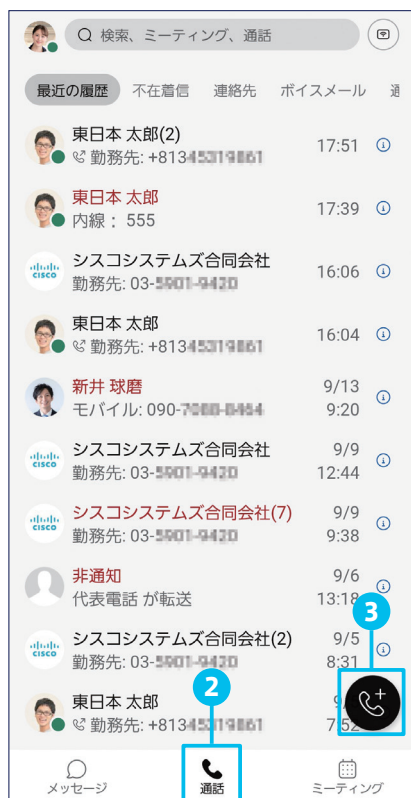 検索、ミーティング、通話
最近の履歴 不在着信 連絡先 ボイスメール
東日本 太郎(2) 17:51
勤務先: +813
東日本 太郎 17:39
内線： 555
CISCO シスコシステムズ合同会社 16:06
勤務先: 03-
東日本 太郎 16:04
勤務先: +813
新井 球磨 9/13
モバイル: 090- 9:20
CISCO シスコシステムズ合同会社 9/9
勤務先: 03- 12:44
CISCO シスコシステムズ合同会社(7) 9/9
勤務先: 03- 9:38
非通知 9/6
代表電話 が転送 13:18
3
CISCO シスコシステムズ合同会社(2) 9/5
勤務先: 03- 8:31
2
東日本 太郎
勤務先: +813 7:52
メッセージ 通話 ミーティング